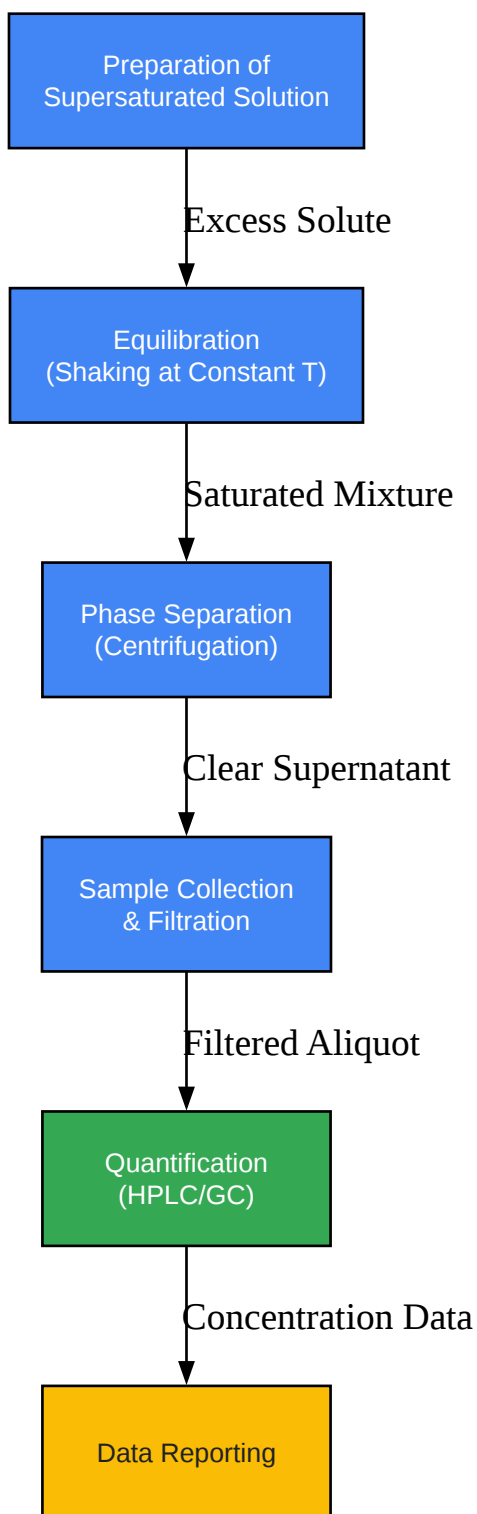 Preparation of
Supersaturated Solution
Excess Solute
Equilibration
(Shaking at Constant T)
Saturated Mixture
Phase Separation
(Centrifugation)
Clear Supernatant
Sample Collection
& Filtration
Filtered Aliquot
Quantification
(HPLC/GC)
Concentration Data
Data Reporting